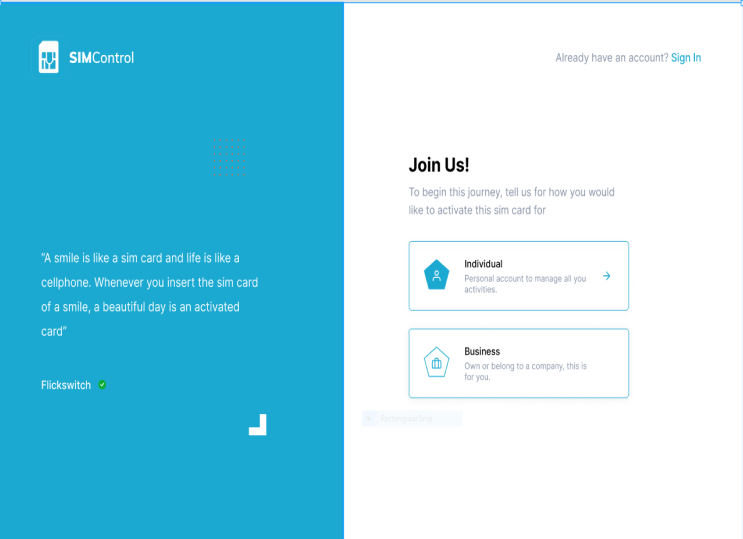 SIMControl
Already have an account? Sign In
Join Us!
To begin this journey, tell us for how you would
like to activate this sim card for
"A smile is like a sim card and life is like a
cellphone. Whenever you insert the sim card
of a smile, a beautiful day is an activated
card"
Flickswitch
Individual
Personal account to manage all you
activities.
Business
Own or belong to a company, this is
for you.